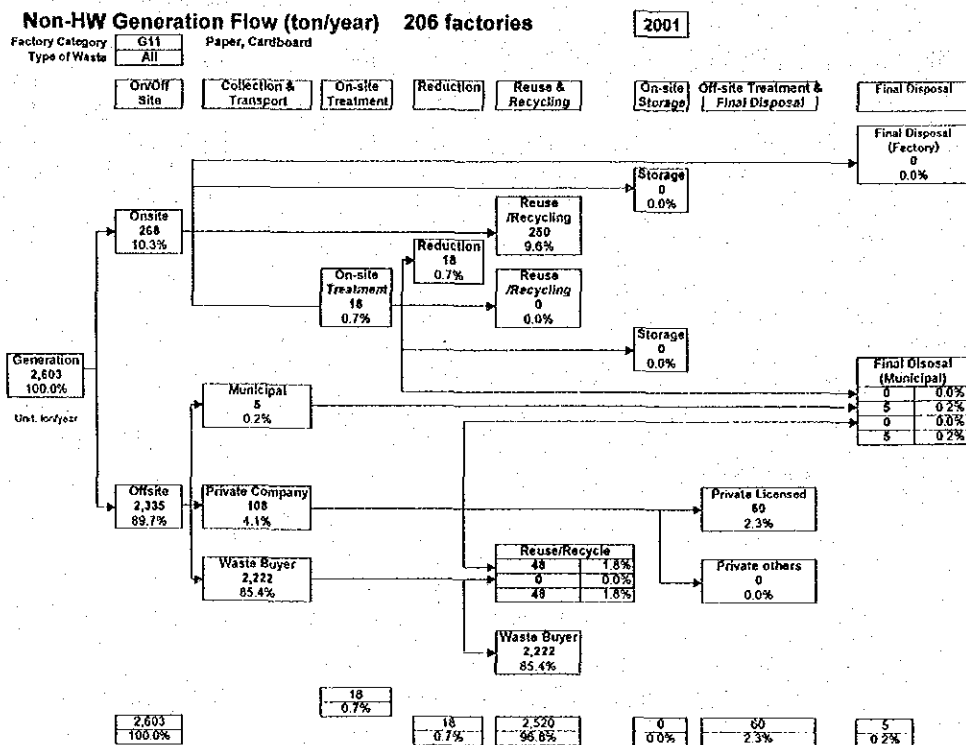 Non-HW Generation Flow (ton/year) 206 factories 2001
Factory Category G11 Paper, Cardboard
Type of Waste All
On/Off Site
Collection & Transport
On-site Treatment
Reduction
Reuse & Recycling
On-site Storage
Off-site Treatment & Final Disposal
Final Disposal
Final Disposal
(Factory)
0
0.0%
Storage
0
0.0%
Onsite
268
10.3%
Reuse
/Recycling
250
9.6%
Reduction
18
0.7%
On-site
Treatment
18
0.7%
Reuse
/Recycling
0
0.0%
Storage
0
0.0%
Generation
2,603
100.0%
Unit. ton/year
Municipal
5
0.2%
Final Disosal
(Municipal)
0 0.0%
5 0.2%
0 0.0%
5 0.2%
Offsite
2,335
89.7%
Private Company
108
4.1%
Private Licensed
60
2.3%
Waste Buyer
2,222
85.4%
Reuse/Recycle
48 1.8%
0 0.0%
48 1.8%
Private others
0
0.0%
Waste Buyer
2,222
85.4%
18
0.7%
2,603
100.0%
18
0.7%
2,520
96.8%
0
0.0%
60
2.3%
5
0.2%